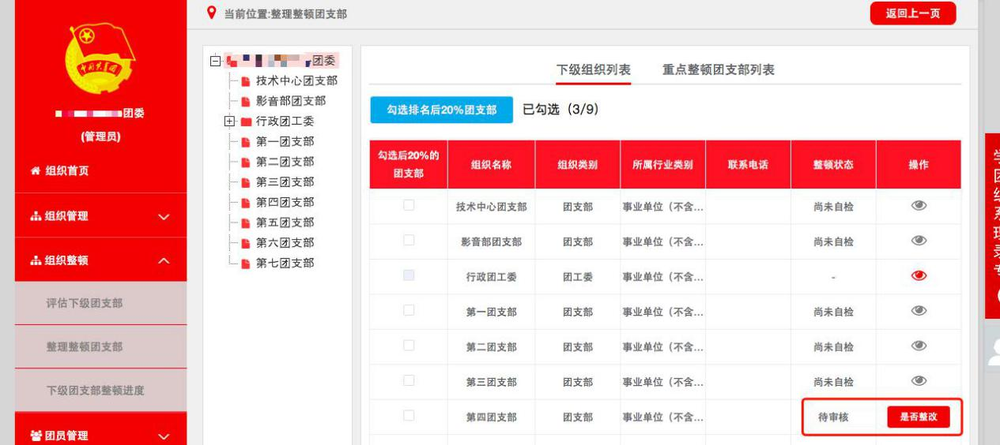 当前位置:整理整顿团支部
返回上一页
中国共青团
团委
(管理员)
组织首页
组织管理
组织整顿
评估下级团支部
整理整顿团支部
下级团支部整顿进度
团员管理
团委
技术中心团支部
影音部团支部
行政团工委
第一团支部
第二团支部
第三团支部
第四团支部
第五团支部
第六团支部
第七团支部
下级组织列表 重点整顿团支部列表
勾选排名后20%团支部 已勾选（3/9）
勾选后20%的
团支部 组织名称 组织类别 所属行业类别 联系电话 整顿状态 操作
技术中心团支部 团支部 事业单位（不含... 尚未自检
影音部团支部 团支部 事业单位（不含... 尚未自检
行政团工委 团工委 事业单位（不含... -
第一团支部 团支部 事业单位（不含... 尚未自检
第二团支部 团支部 事业单位（不含... 尚未自检
第三团支部 团支部 事业单位（不含... 尚未自检
第四团支部 团支部 事业单位（不含... 待审核 是否整改